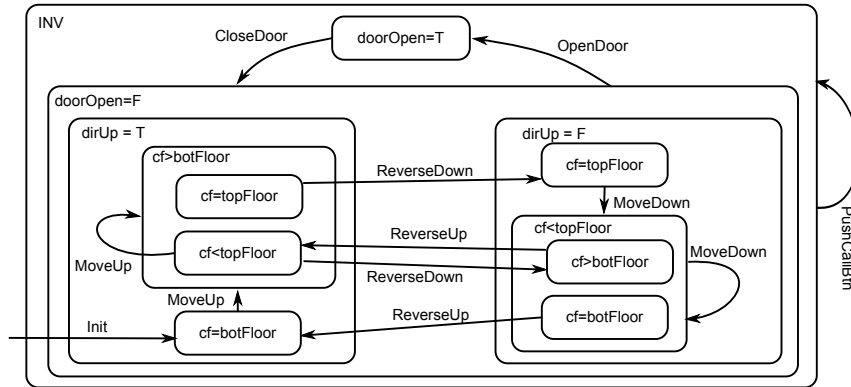 INV
CloseDoor
doorOpen=T
OpenDoor
doorOpen=F
dirUp = T
dirUp = F
cf>botFloor
cf=topFloor
ReverseDown
cf=topFloor
MoveDown
cf<topFloor
ReverseUp
cf<topFloor
cf>botFloor
MoveDown
MoveUp
ReverseDown
MoveUp
PushCallBtn
Init
cf=botFloor
ReverseUp
cf=botFloor